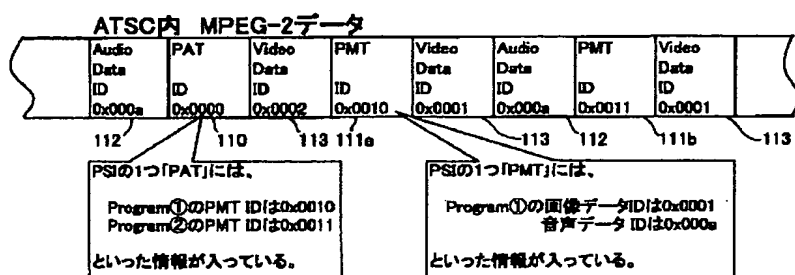 ATSC内 MPEG-2データ
Audio Data ID 0x000a
PAT ID 0x0000
Video Data ID 0x0002
PMT ID 0x0010
Video Data ID 0x0001
Audio Data ID 0x000a
PMT ID 0x0011
Video Data ID 0x0001
112
110
113
111a
113
112
111b
113
PSIの1つ「PAT」には、
Program①のPMT IDは0x0010
Program②のPMT IDは0x0011
といった情報が入っている。
PSIの1つ「PMT」には、
Program①の画像データIDは0x0001
音声データ IDは0x000a
といった情報が入っている。